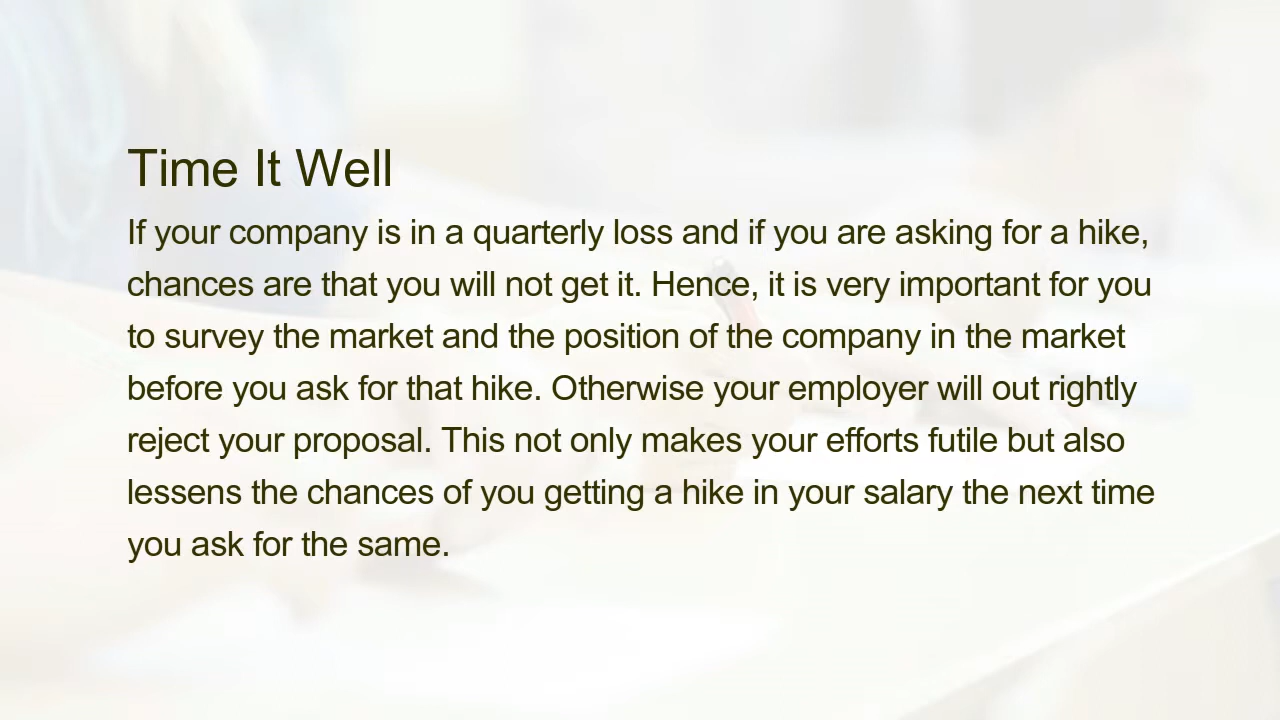 Time It Well
If your company is in a quarterly loss and if you are asking for a hike,
chances are that you will not get it. Hence, it is very important for you
to survey the market and the position of the company in the market
before you ask for that hike. Otherwise your employer will out rightly
reject your proposal. This not only makes your efforts futile but also
lessens the chances of you getting a hike in your salary the next time
you ask for the same.